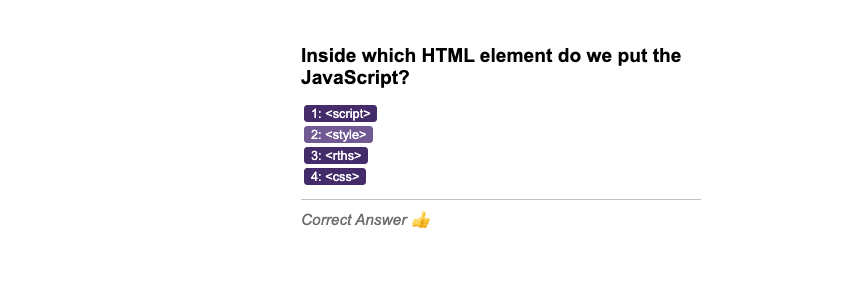 Inside which HTML element do we put the
JavaScript?
1: <script>
2: <style>
3: <rths>
4: <css>
Correct Answer 👍